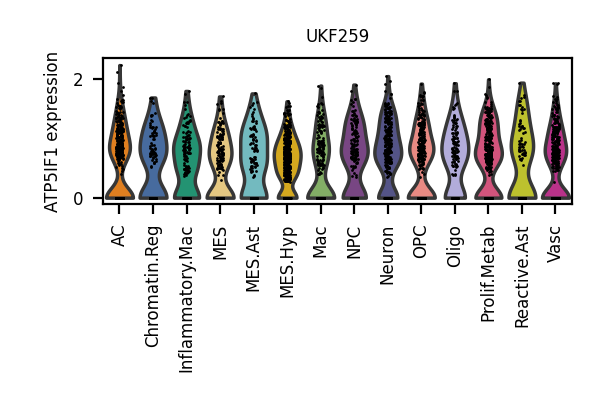 UKF259
ATP5IF1 expression
2
0
AC
Chromatin.Reg
Inflammatory.Mac
MES
MES.Ast
MES.Hyp
Mac
NPC
Neuron
OPC
Oligo
Prolif.Metab
Reactive.Ast
Vasc